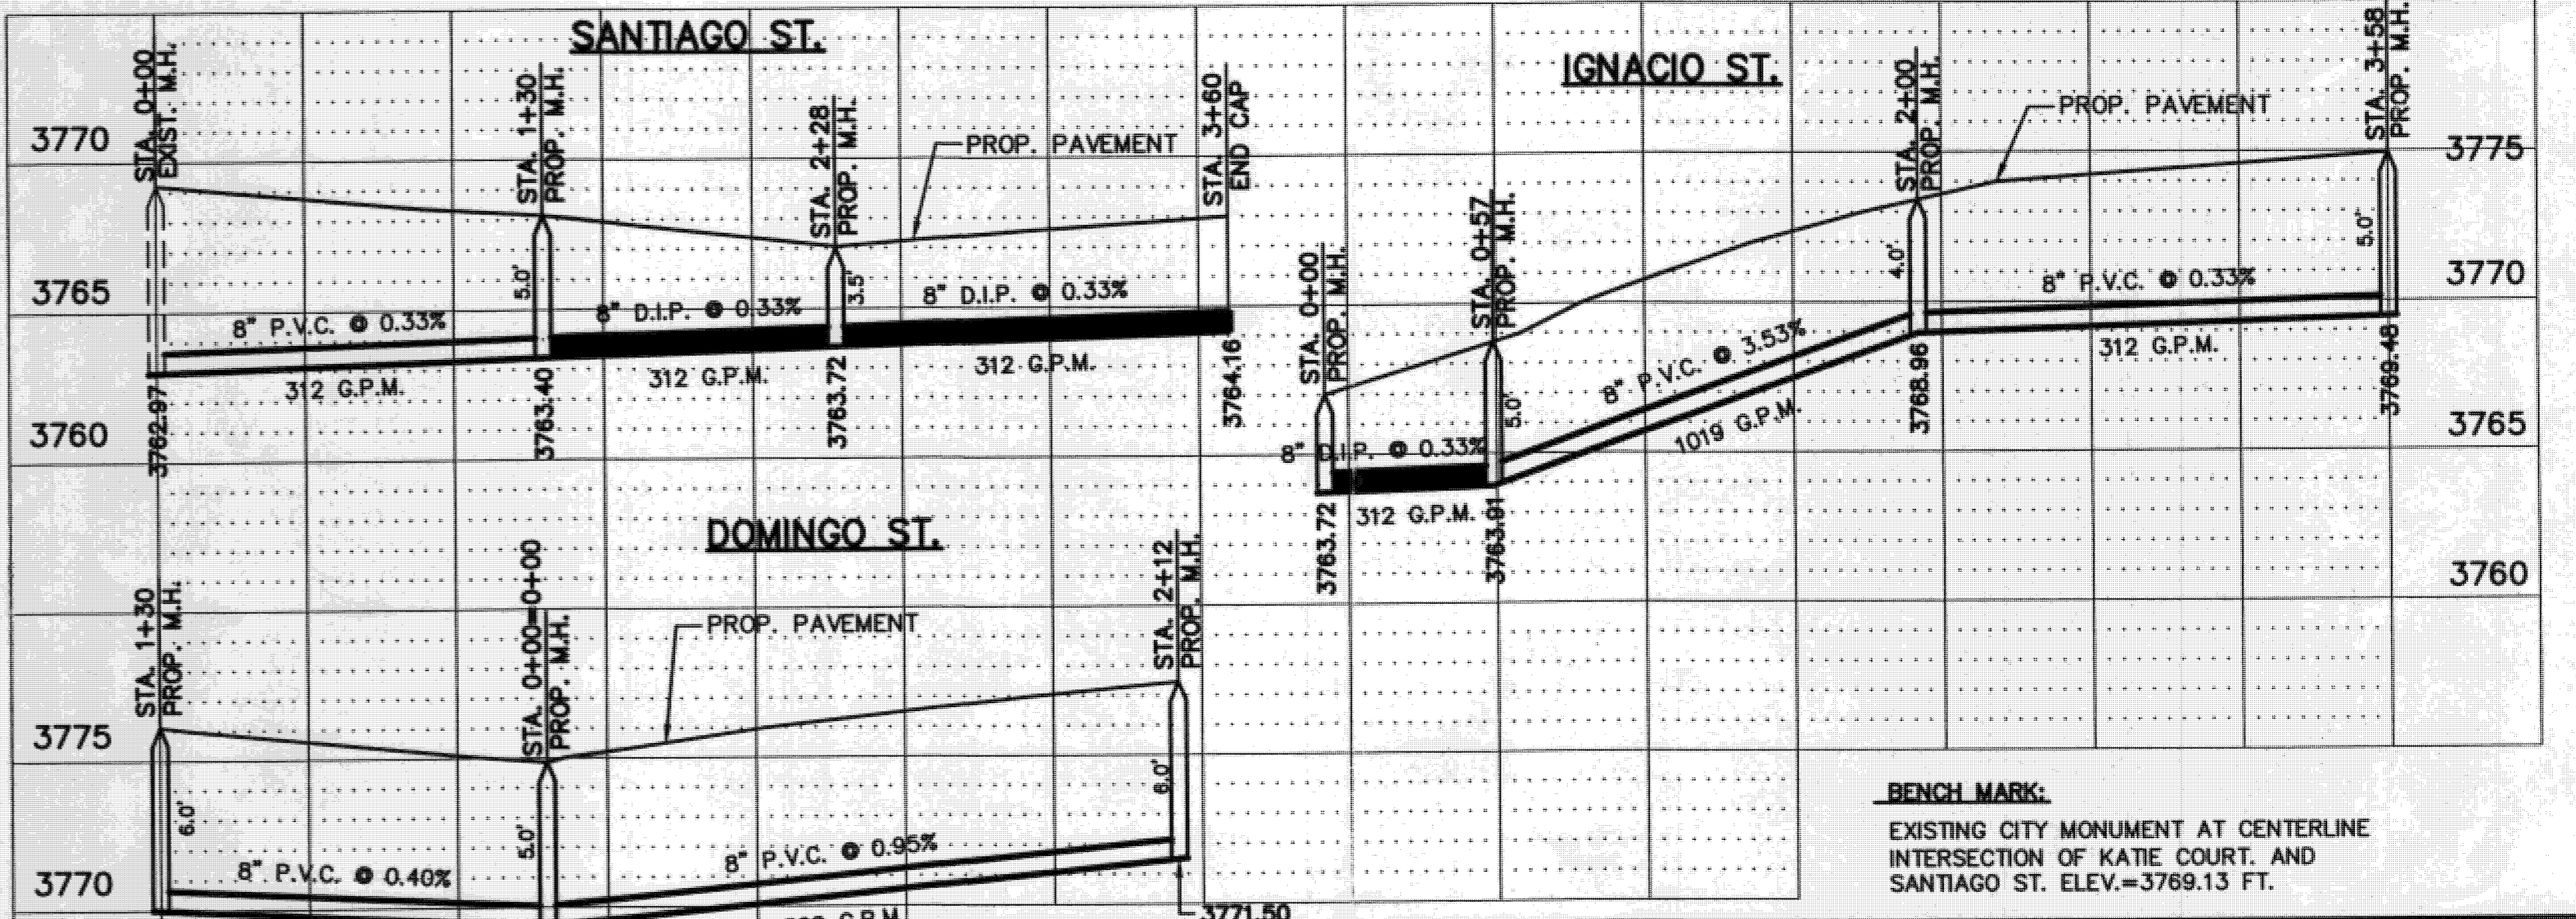 SANTIAGO ST.
STA. 0+00
EXIST. M.H.
STA. 1+30
PROP. M.H.
STA. 2+28
PROP. M.H.
PROP. PAVEMENT
STA. 3+60
END CAP
3770
3765
3760
5.0'
3.5'
8" P.V.C. @ 0.33%
8" D.I.P. @ 0.33%
8" D.I.P. @ 0.33%
312 G.P.M.
312 G.P.M.
312 G.P.M.
3762.97
3763.40
3763.72
3764.16
IGNACIO ST.
STA. 0+00
PROP. M.H.
STA. 0+57
PROP. M.H.
STA. 2+00
PROP. M.H.
PROP. PAVEMENT
STA. 3+58
PROP. M.H.
3775
3770
3765
3760
5.0'
4.0'
5.0'
8" D.I.P. @ 0.33%
8" P.V.C. @ 3.53%
8" P.V.C. @ 0.33%
312 G.P.M.
1019 G.P.M.
312 G.P.M.
3763.72
3763.91
3768.96
3769.48
DOMINGO ST.
STA. 1+30
PROP. M.H.
STA. 0+00=0+00
PROP. M.H.
PROP. PAVEMENT
STA. 2+12
PROP. M.H.
3775
3770
6.0'
5.0'
6.0'
8" P.V.C. @ 0.40%
8" P.V.C. @ 0.95%
G.P.M.
3771.50
BENCH MARK:
EXISTING CITY MONUMENT AT CENTERLINE
INTERSECTION OF KATIE COURT. AND
SANTIAGO ST. ELEV.=3769.13 FT.